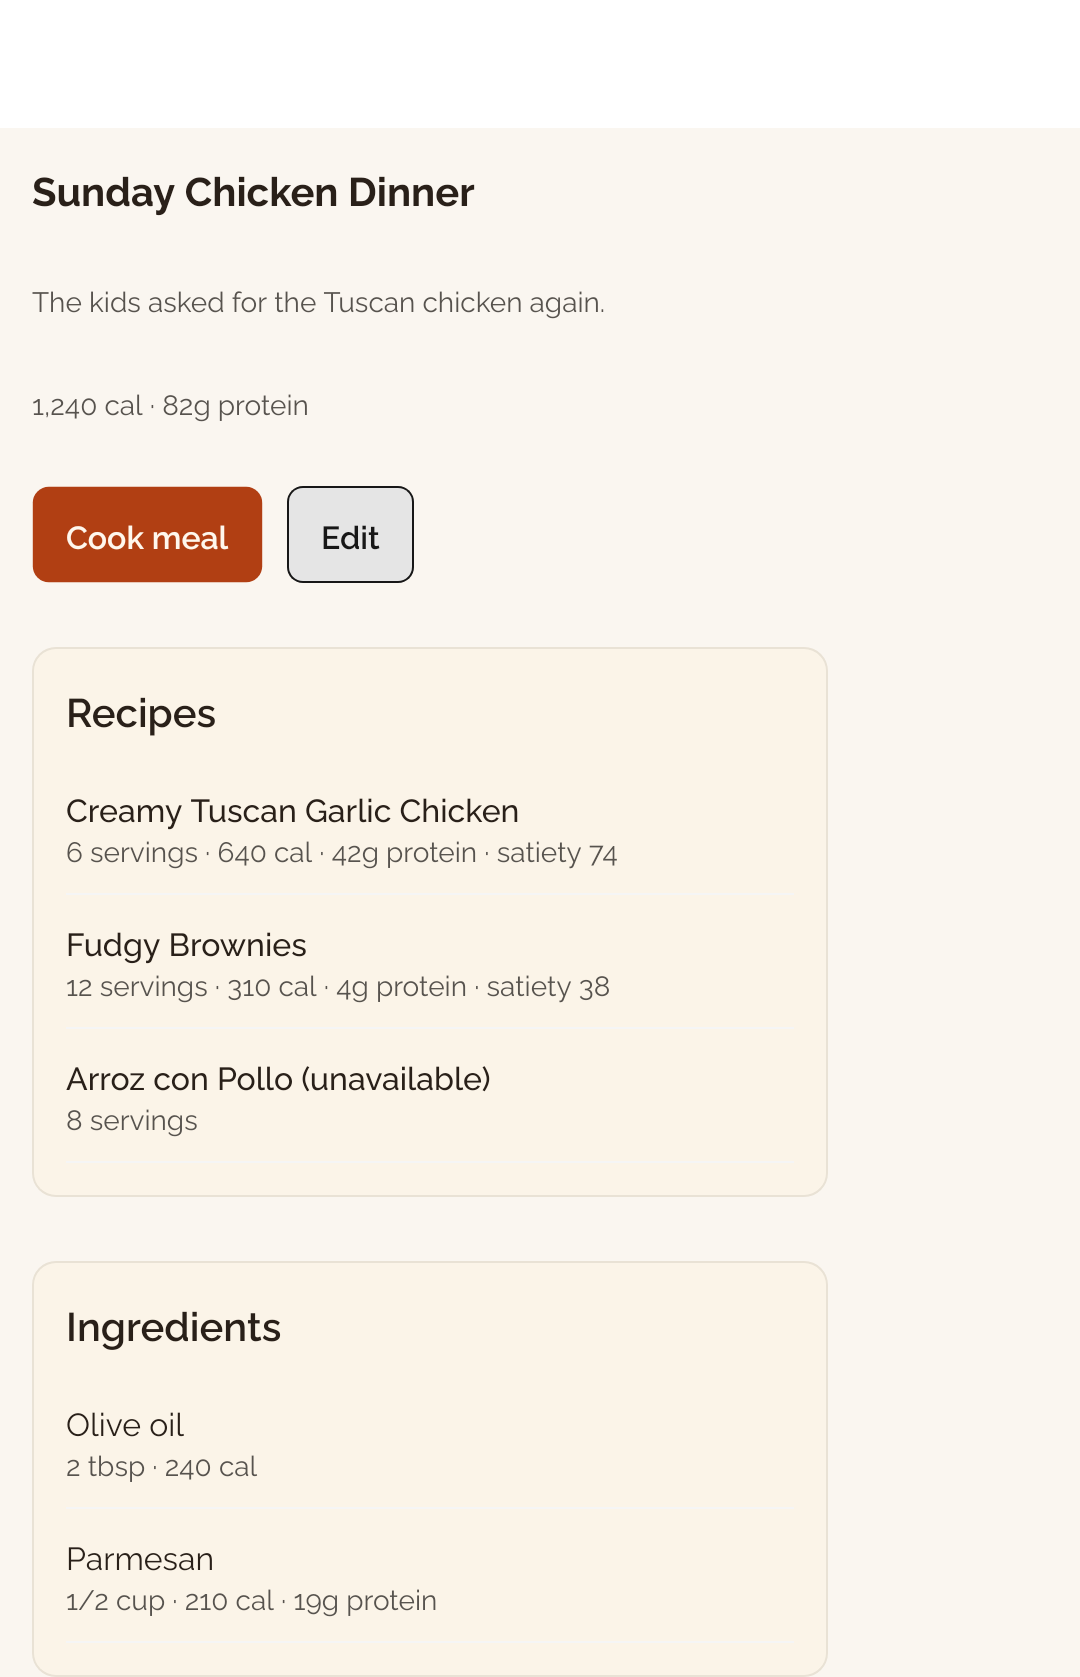 Sunday Chicken Dinner
The kids asked for the Tuscan chicken again.
1,240 cal · 82g protein
Cook meal
Edit
Recipes
Creamy Tuscan Garlic Chicken
6 servings · 640 cal · 42g protein · satiety 74
Fudgy Brownies
12 servings · 310 cal · 4g protein · satiety 38
Arroz con Pollo (unavailable)
8 servings
Ingredients
Olive oil
2 tbsp · 240 cal
Parmesan
1/2 cup · 210 cal · 19g protein